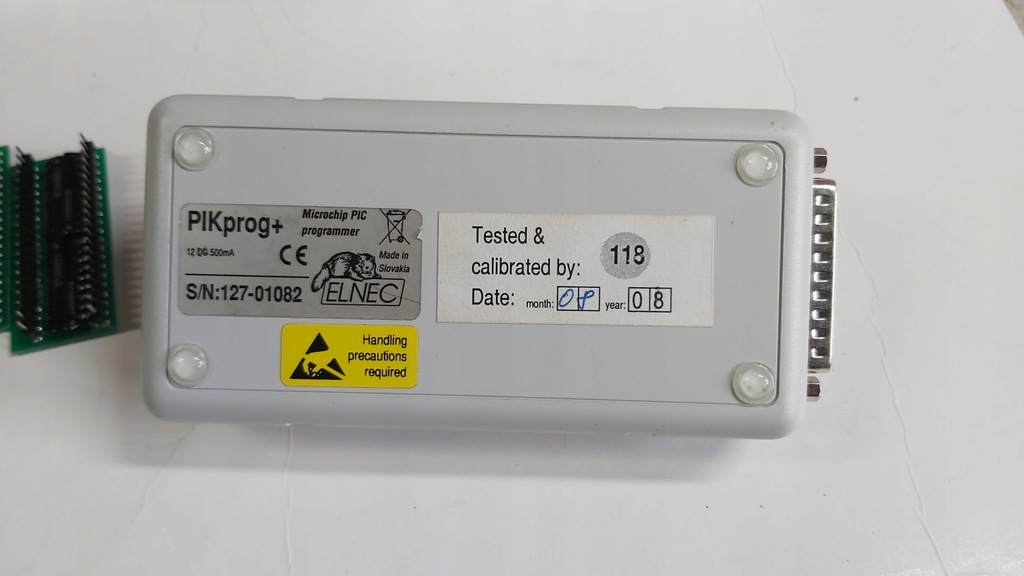 PIKprog+
Microchip PIC
programmer
12 DC 500mA
CE
Made in
Slovakia
S/N:127-01082
ELNEC
Tested &
calibrated by:
118
Date: month: 08 year: 08
Handling
precautions
required